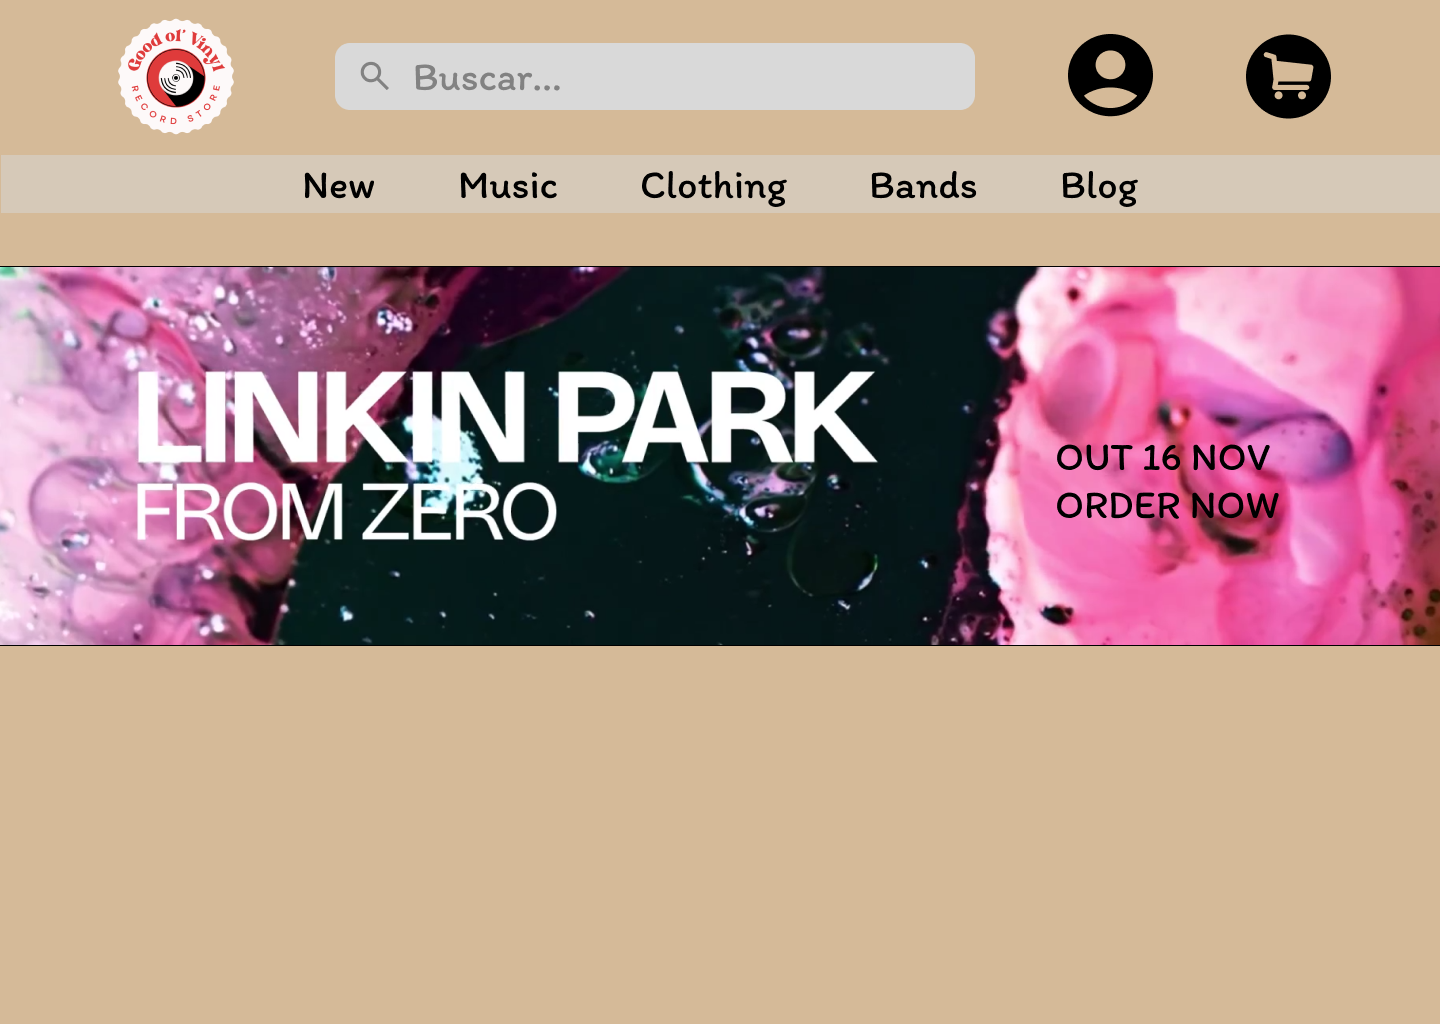 Good ol' Vinyl
RECORD STORE
Buscar...
New Music Clothing Bands Blog
LINKIN PARK
FROM ZERO
OUT 16 NOV
ORDER NOW